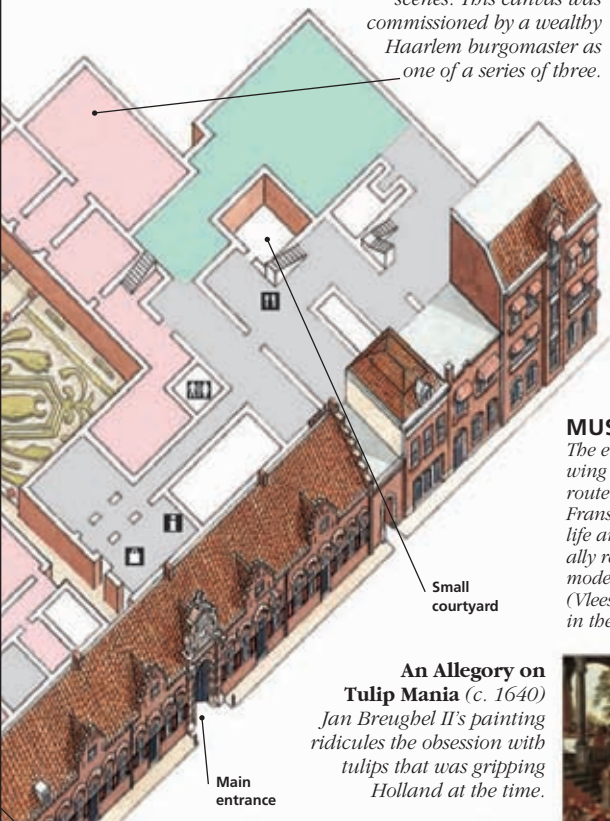 scenes. This canvas was
commissioned by a wealthy
Haarlem burgomaster as
one of a series of three.
MUS
The e
wing
route
Frans
life a
ally r
mode
(Vlees
in the
Small
courtyard
An Allegory on
Tulip Mania (c. 1640)
Jan Breughel II's painting
ridicules the obsession with
tulips that was gripping
Holland at the time.
Main
entrance